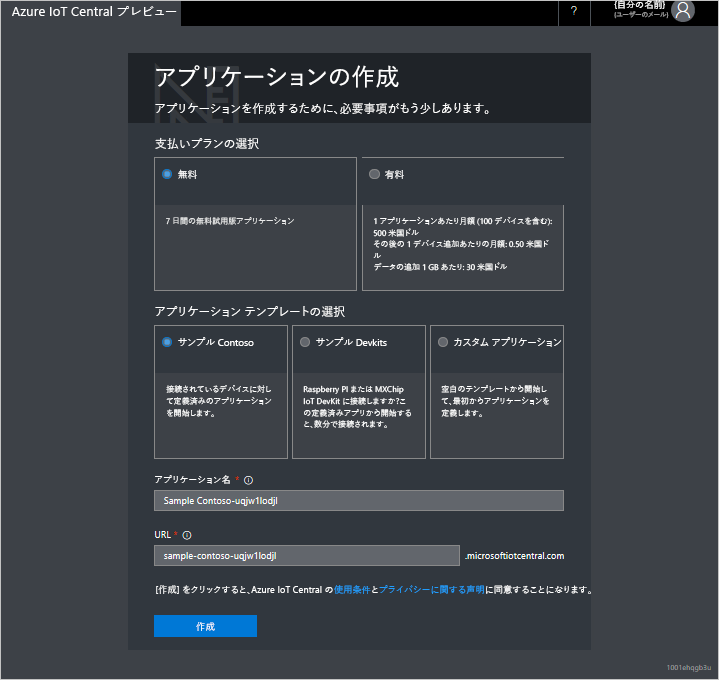 Azure IoT Central プレビュー
?
{自分の名前}
{ユーザーのメール}
アプリケーションの作成
アプリケーションを作成するために、必要事項がもう少しあります。
支払いプランの選択
無料
有料
7 日間の無料試用版アプリケーション
1 アプリケーションあたり月額 (100 デバイスを含む):
500 米国ドル
その後の 1 デバイス追加あたりの月額: 0.50 米国ド
ル
データの追加 1 GB あたり: 30 米国ドル
アプリケーション テンプレートの選択
サンプル Contoso
サンプル Devkits
カスタム アプリケーション
接続されているデバイスに対し
て定義済みのアプリケーション
を開始します。
Raspberry PI または MXChip
IoT DevKit に接続しますか?こ
の定義済みアプリから開始する
と、数分で接続されます。
空白のテンプレートから開始し
て、最初からアプリケーションを
定義します。
アプリケーション名 *
Sample Contoso-uqjw1lodjl
URL *
sample-contoso-uqjw1lodjl
.microsoftiotcentral.com
[作成] をクリックすると、Azure IoT Central の使用条件とプライバシーに関する声明に同意することになります。
作成
1001ehqgb3u